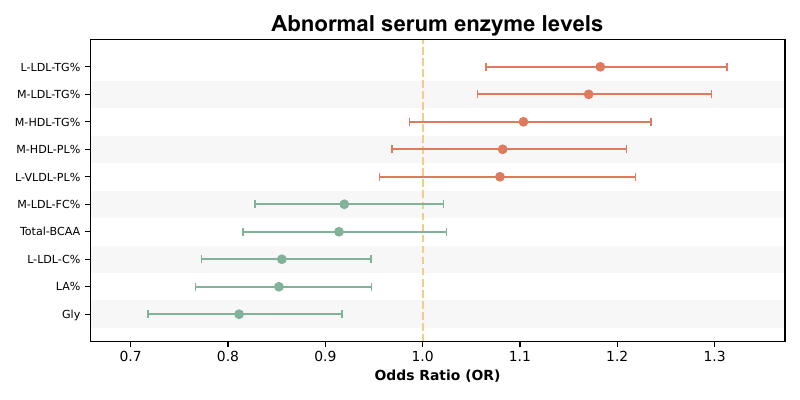 Abnormal serum enzyme levels
L-LDL-TG%
M-LDL-TG%
M-HDL-TG%
M-HDL-PL%
L-VLDL-PL%
M-LDL-FC%
Total-BCAA
L-LDL-C%
LA%
Gly
0.7 0.8 0.9 1.0 1.1 1.2 1.3
Odds Ratio (OR)